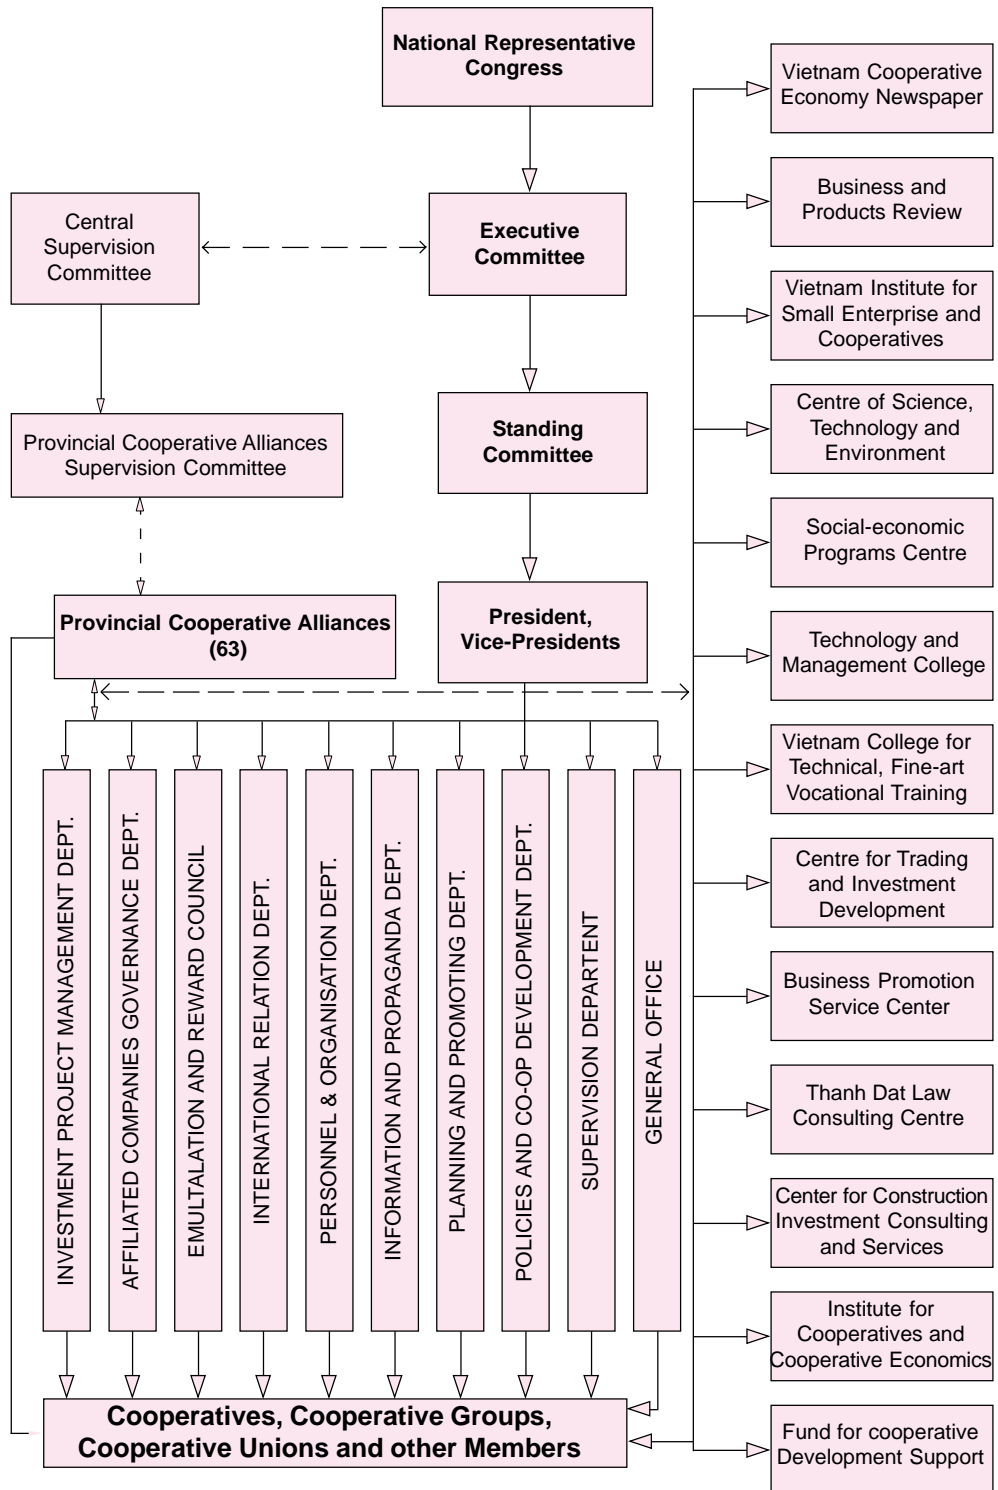 National Representative
Congress
Central
Supervision
Committee
Executive
Committee
Provincial Cooperative Alliances
Supervision Committee
Standing
Committee
Provincial Cooperative Alliances
(63)
President,
Vice-Presidents
INVESTMENT PROJECT MANAGEMENT DEPT.
AFFILIATED COMPANIES GOVERNANCE DEPT.
EMULTALATION AND REWARD COUNCIL
INTERNATIONAL RELATION DEPT.
PERSONNEL & ORGANISATION DEPT.
INFORMATION AND PROPAGANDA DEPT.
PLANNING AND PROMOTING DEPT.
POLICIES AND CO-OP DEVELOPMENT DEPT.
SUPERVISION DEPARTENT
GENERAL OFFICE
Cooperatives, Cooperative Groups,
Cooperative Unions and other Members
Vietnam Cooperative
Economy Newspaper
Business and
Products Review
Vietnam Institute for
Small Enterprise and
Cooperatives
Centre of Science,
Technology and
Environment
Social-economic
Programs Centre
Technology and
Management College
Vietnam College for
Technical, Fine-art
Vocational Training
Centre for Trading
and Investment
Development
Business Promotion
Service Center
Thanh Dat Law
Consulting Centre
Center for Construction
Investment Consulting
and Services
Institute for
Cooperatives and
Cooperative Economics
Fund for cooperative
Development Support